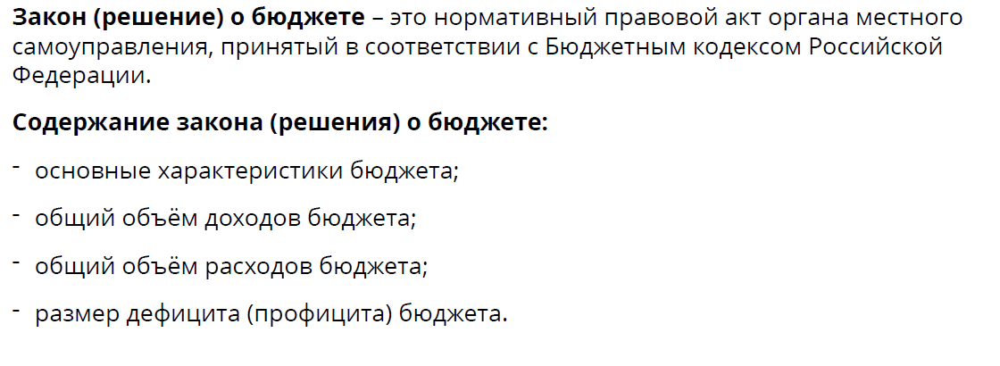 Закон (решение) о бюджете – это нормативный правовой акт органа местного
самоуправления, принятый в соответствии с Бюджетным кодексом Российской
Федерации.
Содержание закона (решения) о бюджете:
- основные характеристики бюджета;
- общий объём доходов бюджета;
- общий объём расходов бюджета;
- размер дефицита (профицита) бюджета.